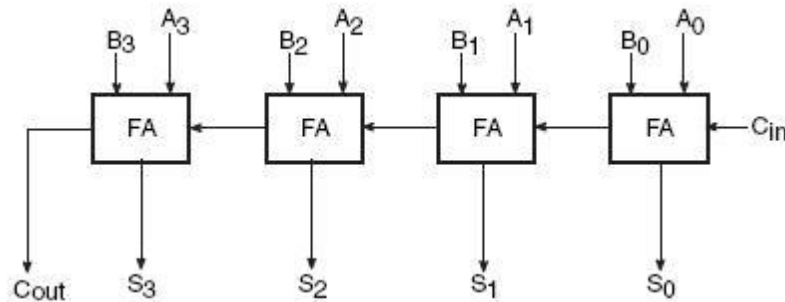 B3 A3 B2 A2 B1 A1 B0 A0
FA FA FA FA Cin
Cout S3 S2 S1 S0